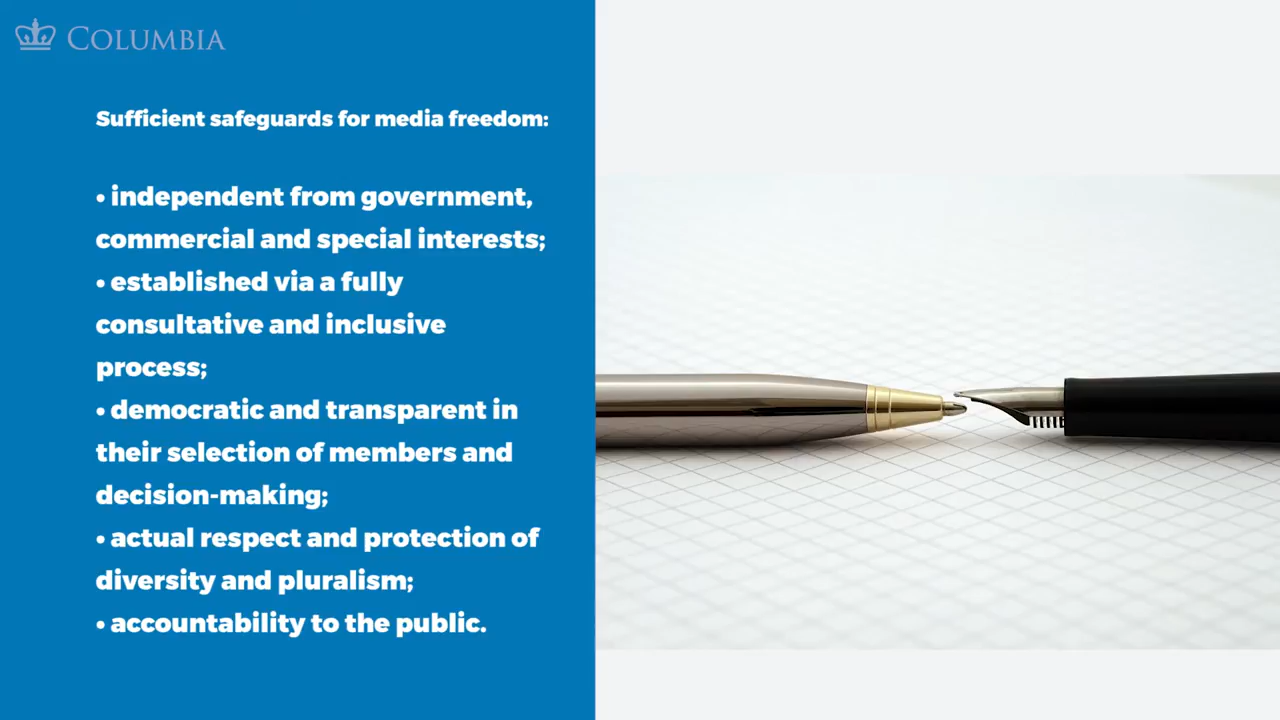 COLUMBIA
Sufficient safeguards for media freedom:
• independent from government,
commercial and special interests;
• established via a fully
consultative and inclusive
process;
• democratic and transparent in
their selection of members and
decision-making;
• actual respect and protection of
diversity and pluralism;
• accountability to the public.